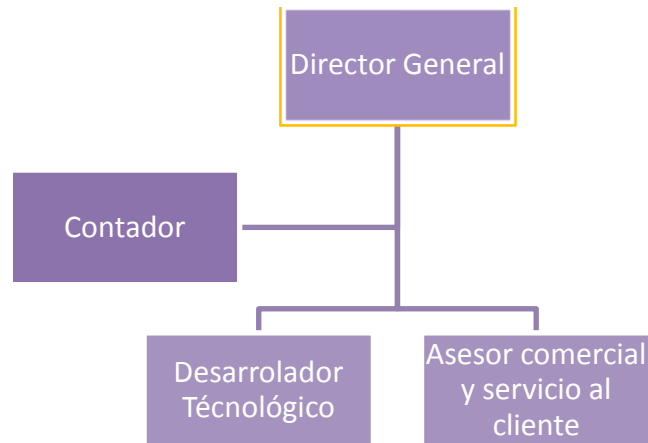 Director General
Contador
Desarrolador
Técnológico
Asesor comercial
y servicio al
cliente